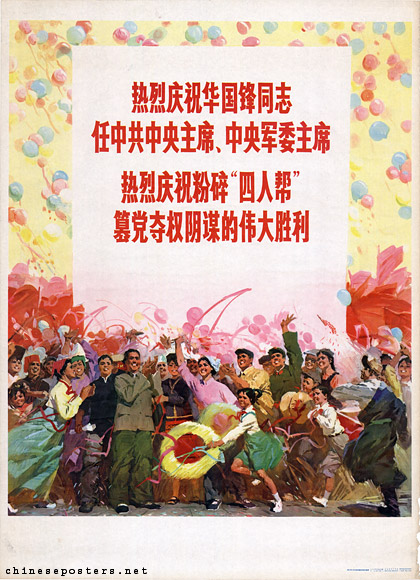 热烈庆祝华国锋同志
任中共中央主席、中央军委主席
热烈庆祝粉碎“四人帮”
篡党夺权阴谋的伟大胜利
chineseposters.net